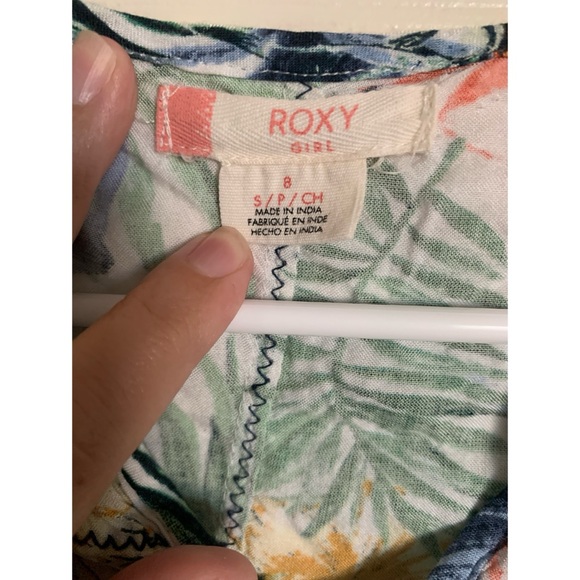 ROXY
GIRL
8
S/P/CH
MADE IN INDIA
FABRIQUÉ EN INDE
HECHO EN INDIA